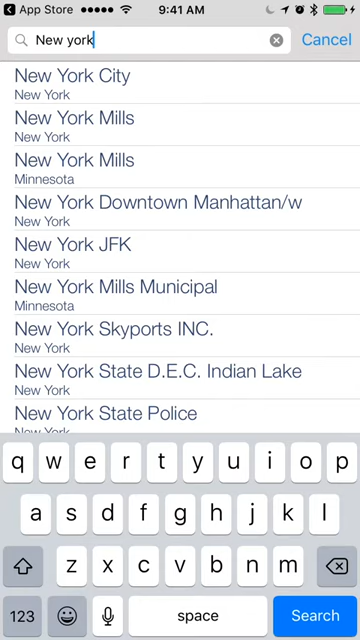 App Store 9:41 AM
New york Cancel
New York City
New York
New York Mills
New York
New York Mills
Minnesota
New York Downtown Manhattan/w
New York
New York JFK
New York
New York Mills Municipal
Minnesota
New York Skyports INC.
New York
New York State D.E.C. Indian Lake
New York
New York State Police
New York
q w e r t y u i o p
a s d f g h j k l
z x c v b n m
123 space Search